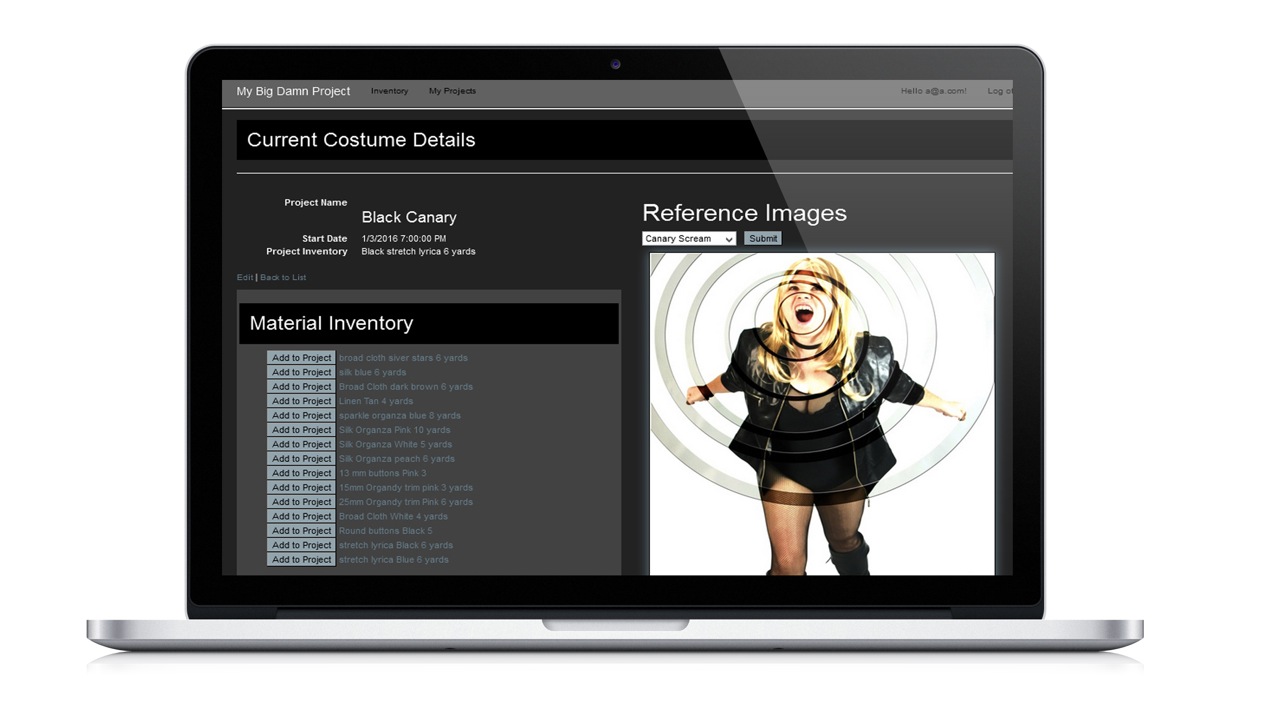 My Big Damn Project Inventory My Projects Hello a@a.com! Log of
Current Costume Details
Project Name
Black Canary
Start Date 1/3/2016 7:00:00 PM
Project Inventory Black stretch lyrica 6 yards
Edit | Back to List
Material Inventory
Add to Project broad cloth siver stars 6 yards
Add to Project silk blue 6 yards
Add to Project Broad Cloth dark brown 6 yards
Add to Project Linen Tan 4 yards
Add to Project sparkle organza blue 8 yards
Add to Project Silk Organza Pink 10 yards
Add to Project Silk Organza White 5 yards
Add to Project Silk Organza peach 6 yards
Add to Project 13 mm buttons Pink 3
Add to Project 15mm Organdy trim pink 3 yards
Add to Project 25mm Organdy trim Pink 6 yards
Add to Project Broad Cloth White 4 yards
Add to Project Round buttons Black 5
Add to Project stretch lyrica Black 6 yards
Add to Project stretch lyrica Blue 6 yards
Reference Images
Canary Scream Submit